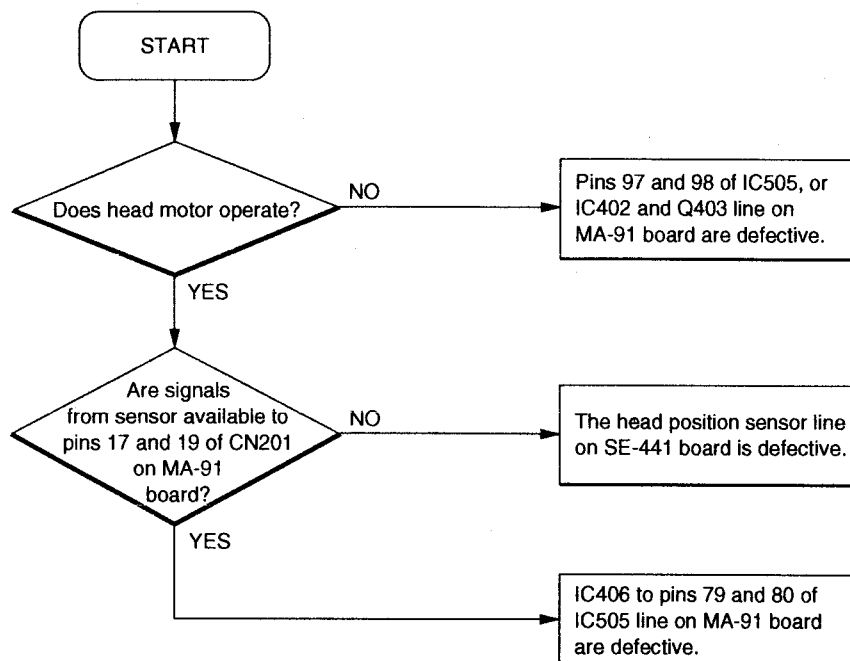 START
Does head motor operate?
NO
Pins 97 and 98 of IC505, or
IC402 and Q403 line on
MA-91 board are defective.
YES
Are signals
from sensor available to
pins 17 and 19 of CN201
on MA-91
board?
NO
The head position sensor line
on SE-441 board is defective.
YES
IC406 to pins 79 and 80 of
IC505 line on MA-91 board
are defective.